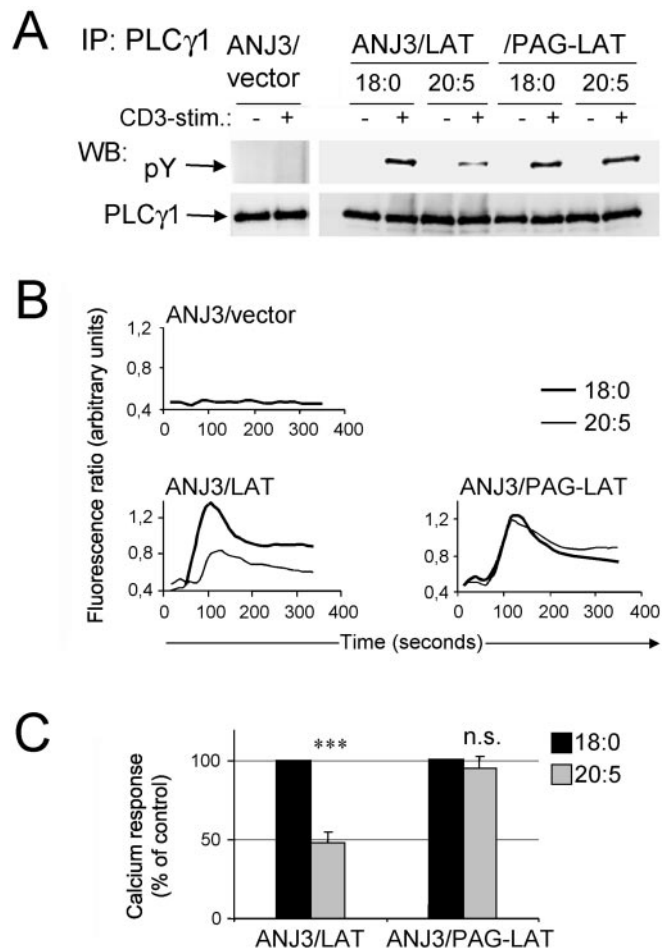 A
IP: PLCγ1
ANJ3/
vector
ANJ3/LAT
/PAG-LAT
18:0 20:5 18:0 20:5
CD3-stim.: - + - + - + - + - +
WB:
pY
PLCγ1
B
ANJ3/vector
Fluorescence ratio (arbitrary units)
1,2
0,8
0,4
0 100 200 300 400
18:0
20:5
ANJ3/LAT
1,2
0,8
0,4
0 100 200 300 400
ANJ3/PAG-LAT
1,2
0,8
0,4
0 100 200 300 400
Time (seconds)
C
Calcium response
(% of control)
100
50
0
***
n.s.
18:0
20:5
ANJ3/LAT
ANJ3/PAG-LAT